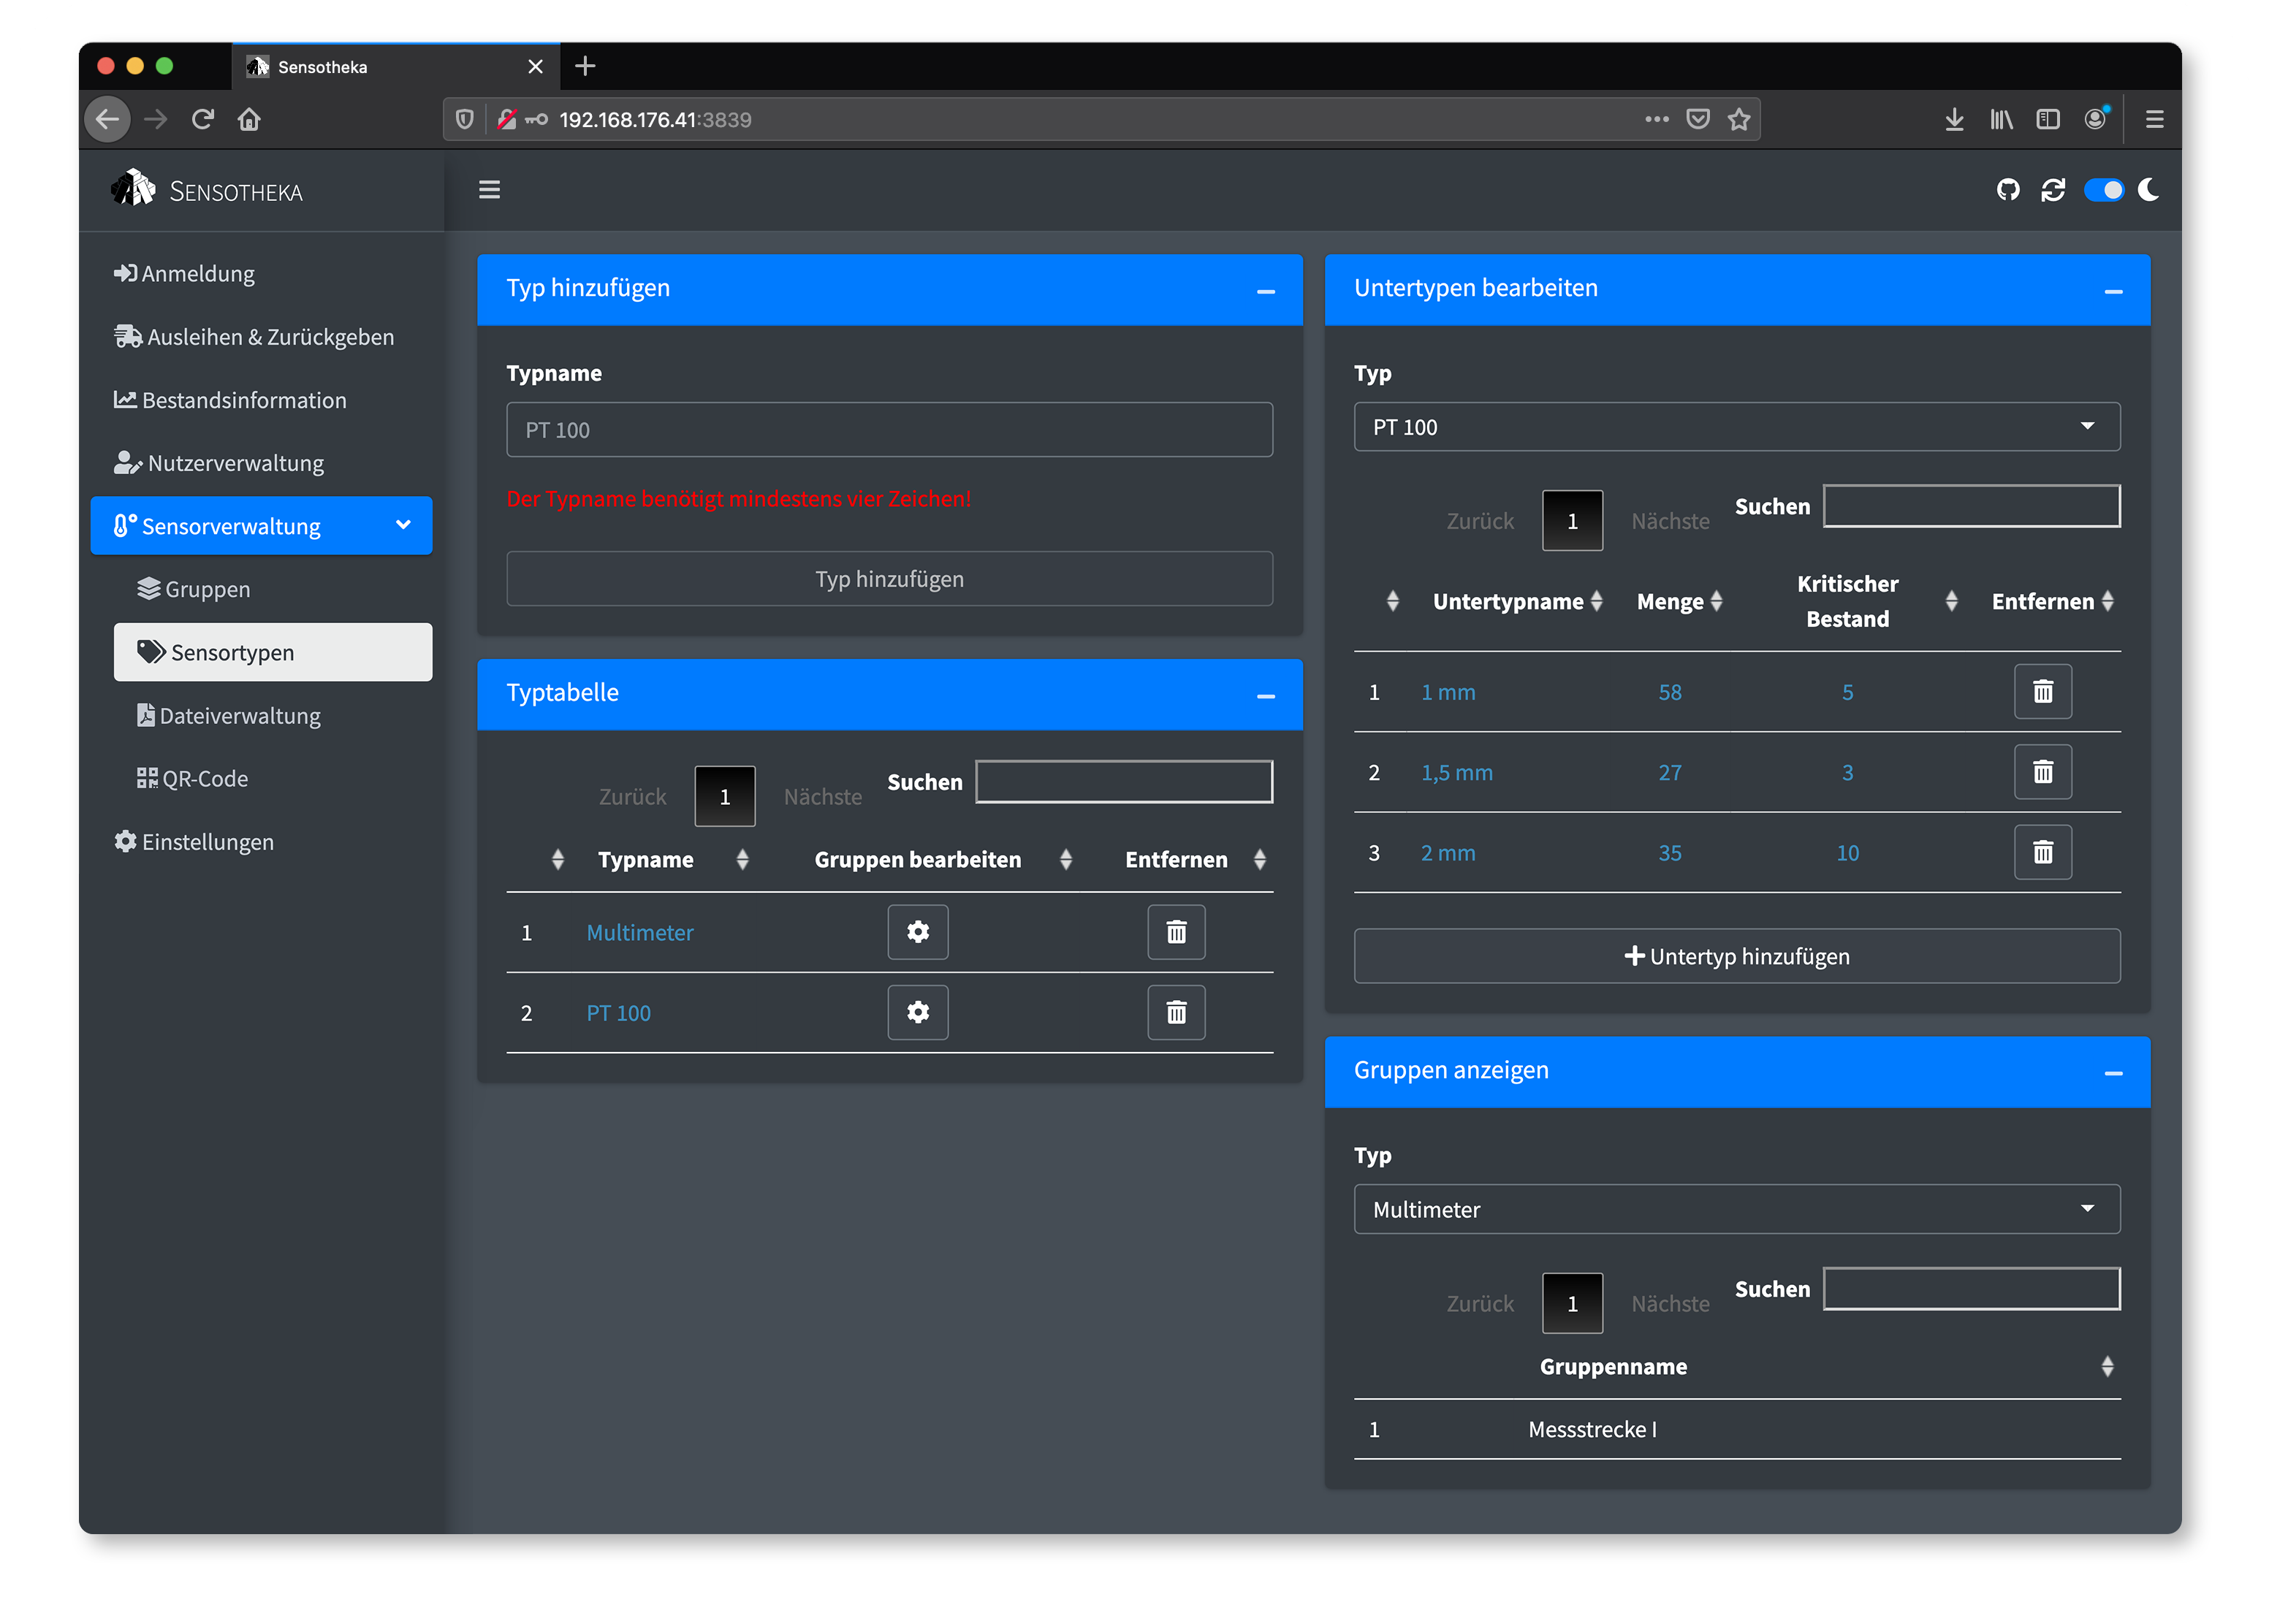 Sensotheka
192.168.176.41:3839
SENSOTHEKA
Anmeldung
Ausleihen & Zurückgeben
Bestandsinformation
Nutzerverwaltung
Sensorverwaltung
Gruppen
Sensortypen
Dateiverwaltung
QR-Code
Einstellungen
Typ hinzufügen
Typname
PT 100
Der Typname benötigt mindestens vier Zeichen!
Typ hinzufügen
Typtabelle
Zurück 1 Nächste Suchen
Typname Gruppen bearbeiten Entfernen
1 Multimeter
2 PT 100
Untertypen bearbeiten
Typ
PT 100
Zurück 1 Nächste Suchen
Untertypname Menge Kritischer Bestand Entfernen
1 1 mm 58 5
2 1,5 mm 27 3
3 2 mm 35 10
Untertyp hinzufügen
Gruppen anzeigen
Typ
Multimeter
Zurück 1 Nächste Suchen
Gruppenname
1 Messstrecke I